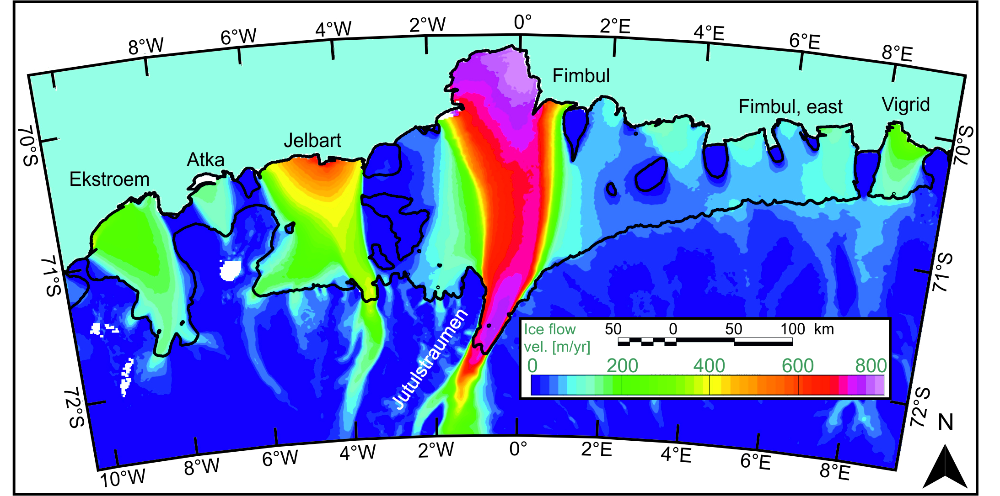 0°
2°W
2°E
4°W
4°E
6°W
6°E
8°W
8°E
Fimbul
Fimbul, east
Vigrid
Jelbart
Atka
Ekstroem
70°S
70°S
71°S
71°S
Jutulstraumen
Ice flow
vel. [m/yr]
50 0 50 100 km
0 200 400 600 800
72°S
72°S
N
10°W
8°W
6°W
4°W
2°W
0°
2°E
4°E
6°E
8°E